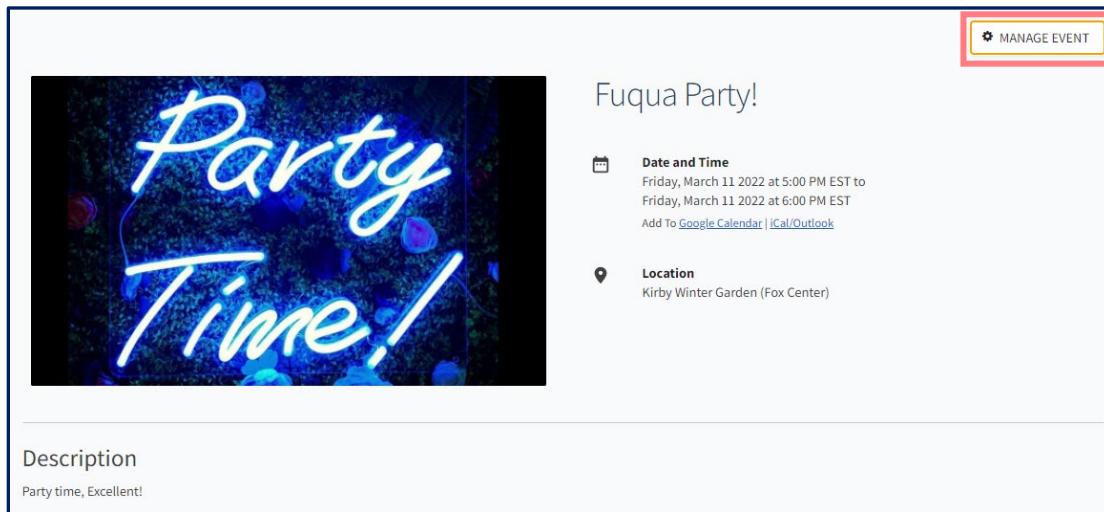 MANAGE EVENT
Party
Time!
Fuqua Party!
Date and Time
Friday, March 11 2022 at 5:00 PM EST to
Friday, March 11 2022 at 6:00 PM EST
Add To Google Calendar | iCal/Outlook
Location
Kirby Winter Garden (Fox Center)
Description
Party time, Excellent!